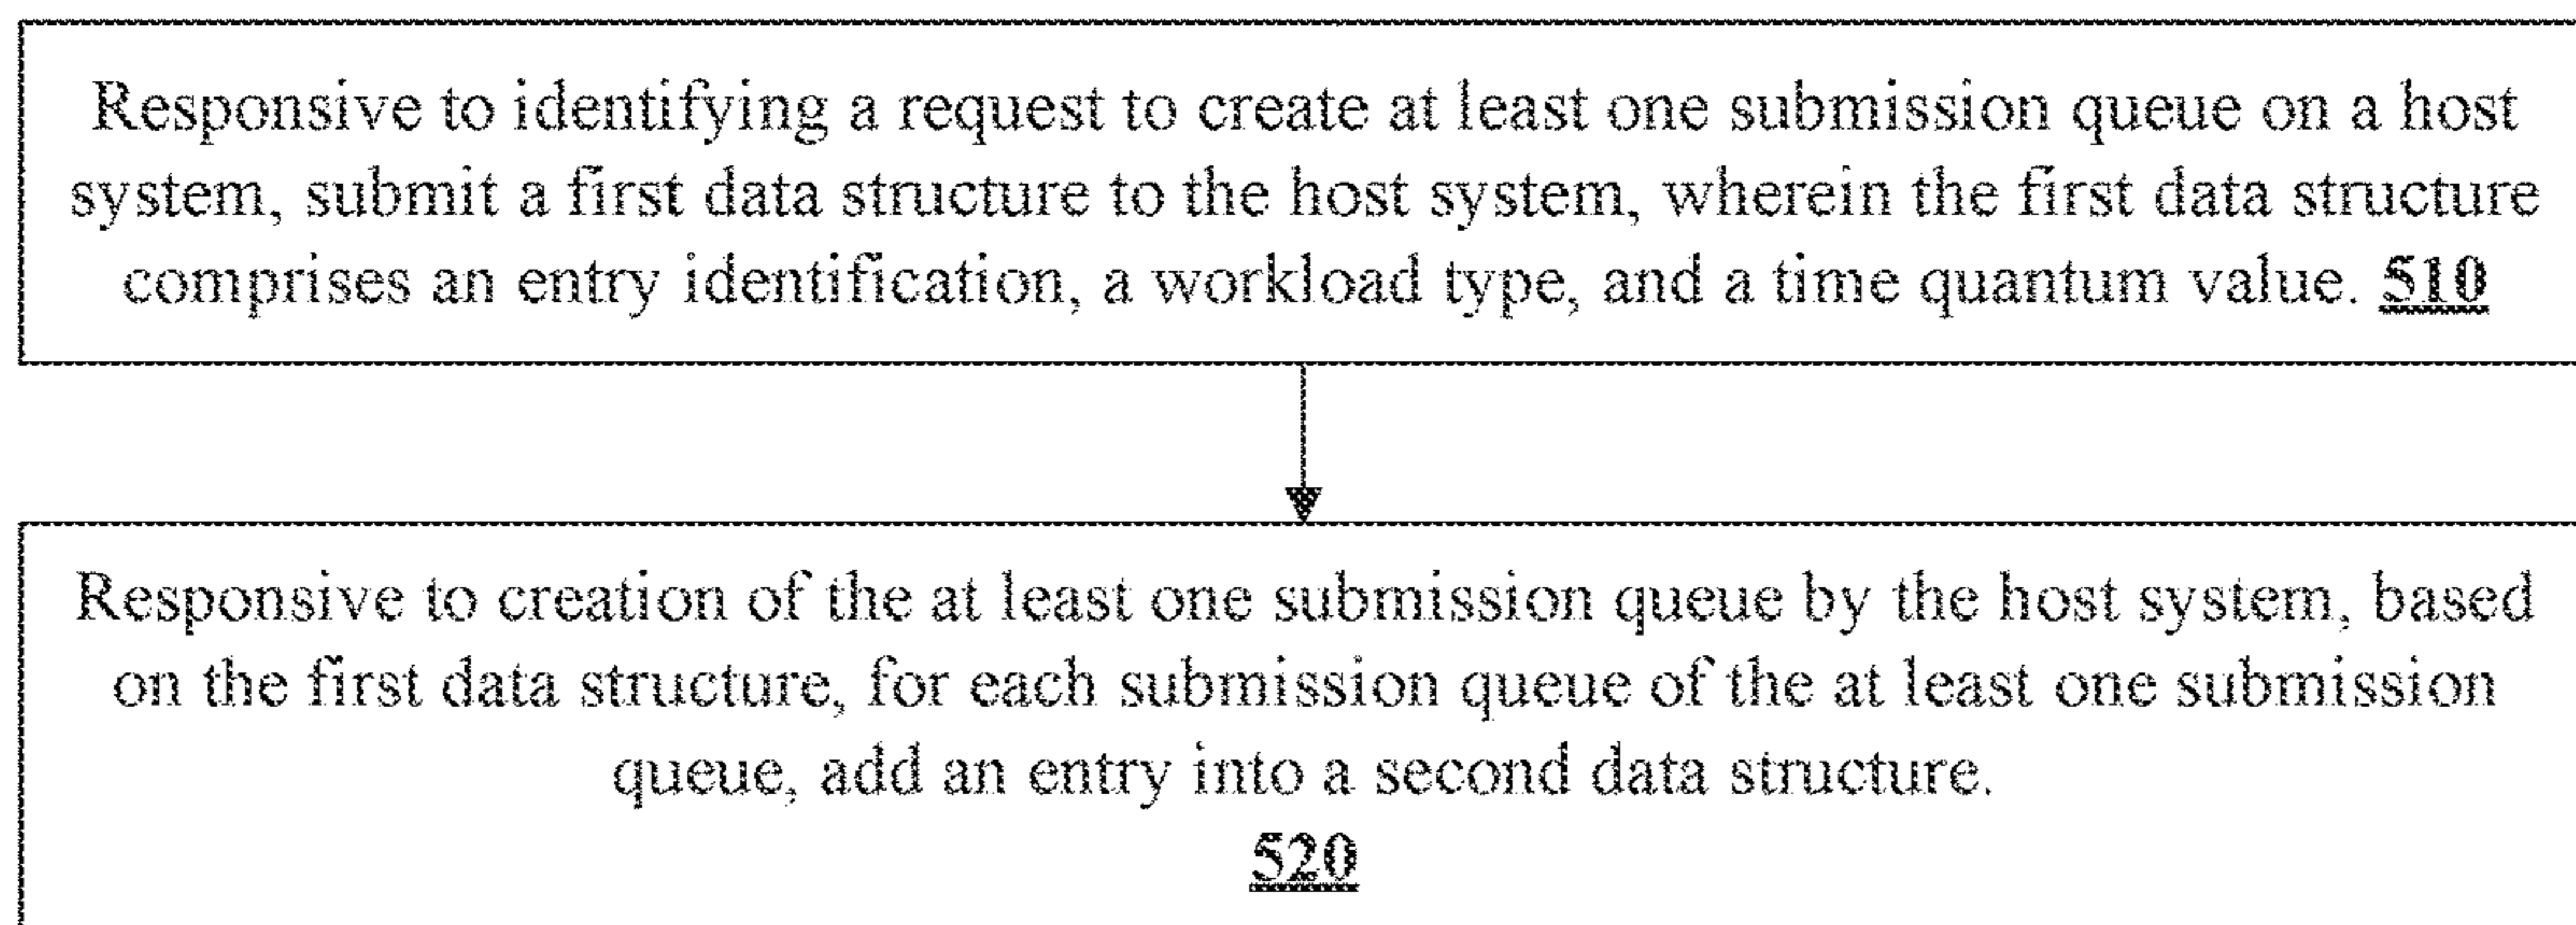 Responsive to identifying a request to create at least one submission queue on a host
system, submit a first data structure to the host system, wherein the first data structure
comprises an entry identification, a workload type, and a time quantum value. 510
Responsive to creation of the at least one submission queue by the host system, based
on the first data structure, for each submission queue of the at least one submission
queue, add an entry into a second data structure.
520